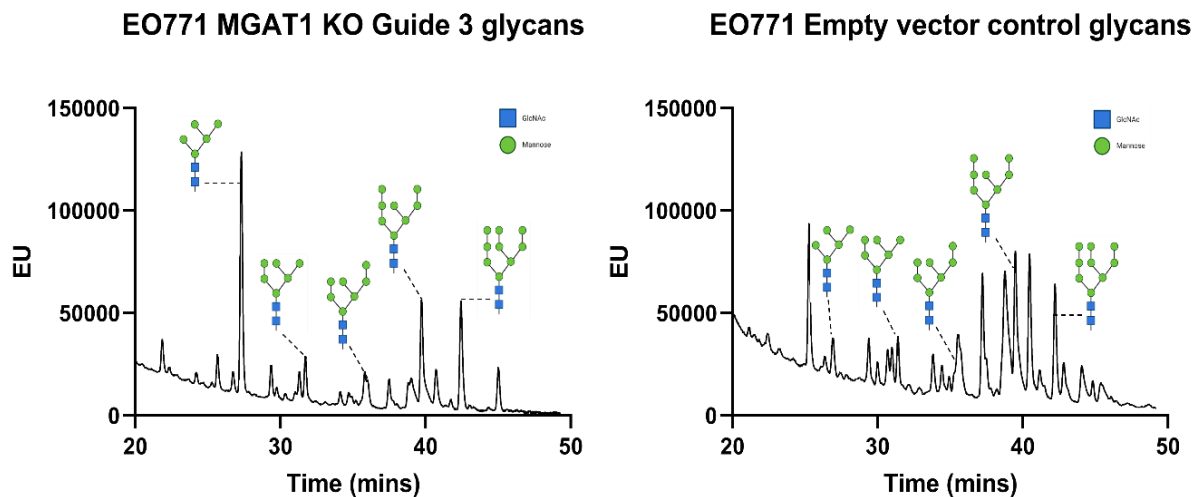 EO771 MGAT1 KO Guide 3 glycans
150000
100000
50000
0
EU
20
30
40
50
Time (mins)
GlcNAc
Mannose
EO771 Empty vector control glycans
150000
100000
50000
0
EU
20
30
40
50
Time (mins)
GlcNAc
Mannose